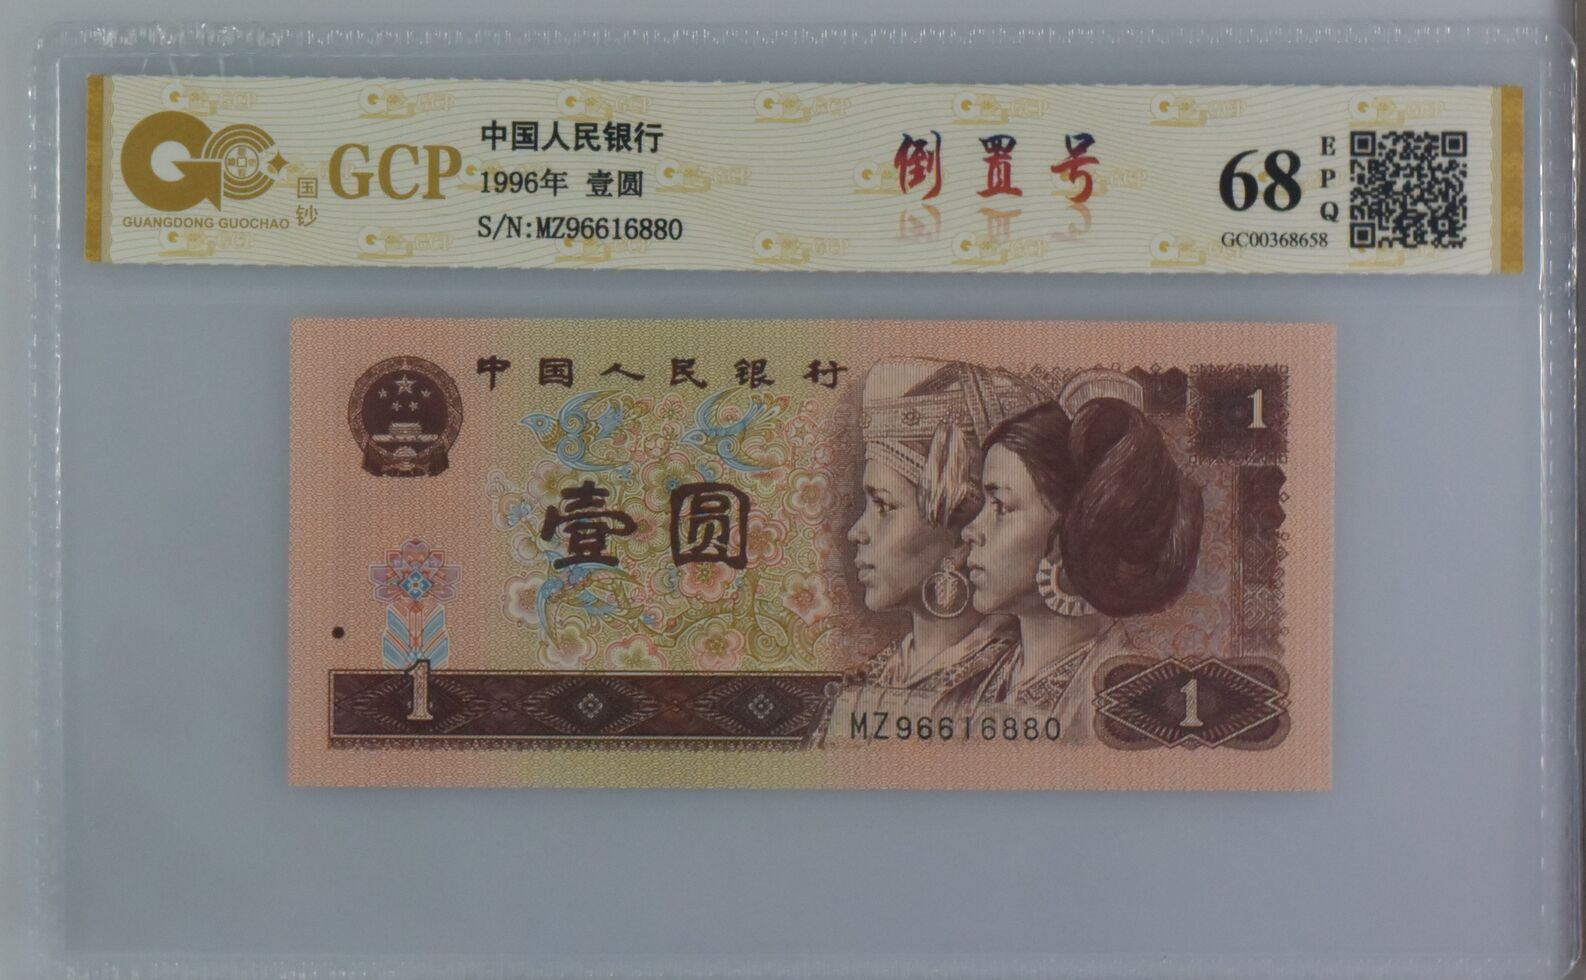 GCP
国钞
GUANGDONG GUOCHAO
中国人民银行
1996年 壹圆
S/N:MZ96616880
倒置号
68
EPQ
GC00368658
中国人民银行
1
壹圆
1
MZ96616880
1